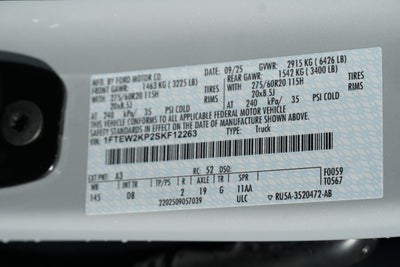 MFD. BY FORD MOTOR CO.
09/25 GVWR: 2915 KG (6426 LB)
FRONT GAWR: 1463 KG (3225 LB) REAR GAWR: 1542 KG (3400 LB)
275/60R20 115H 275/60R20 115H
20x8.5J 20x8.5J
AT 240 kPa/ 35 PSI COLD AT 240 kPa/ 35 PSI COLD
THIS VEHICLE CONFORMS TO ALL APPLICABLE FEDERAL MOTOR
VEHICLE SAFETY STANDARDS IN EFFECT ON THE DATE OF MANUFACTURE SHOWN ABOVE.
VIN: 1FTEW2KP2SKF12263
TYPE: Truck
EXT PNT: A3 RC: 52 DSO: F0059
T0567
WB INT TR TP/PS R AXLE TR SPR
145 DB 2 19 G 11AA
2202509057039 ULC RU5A-3520472-AB